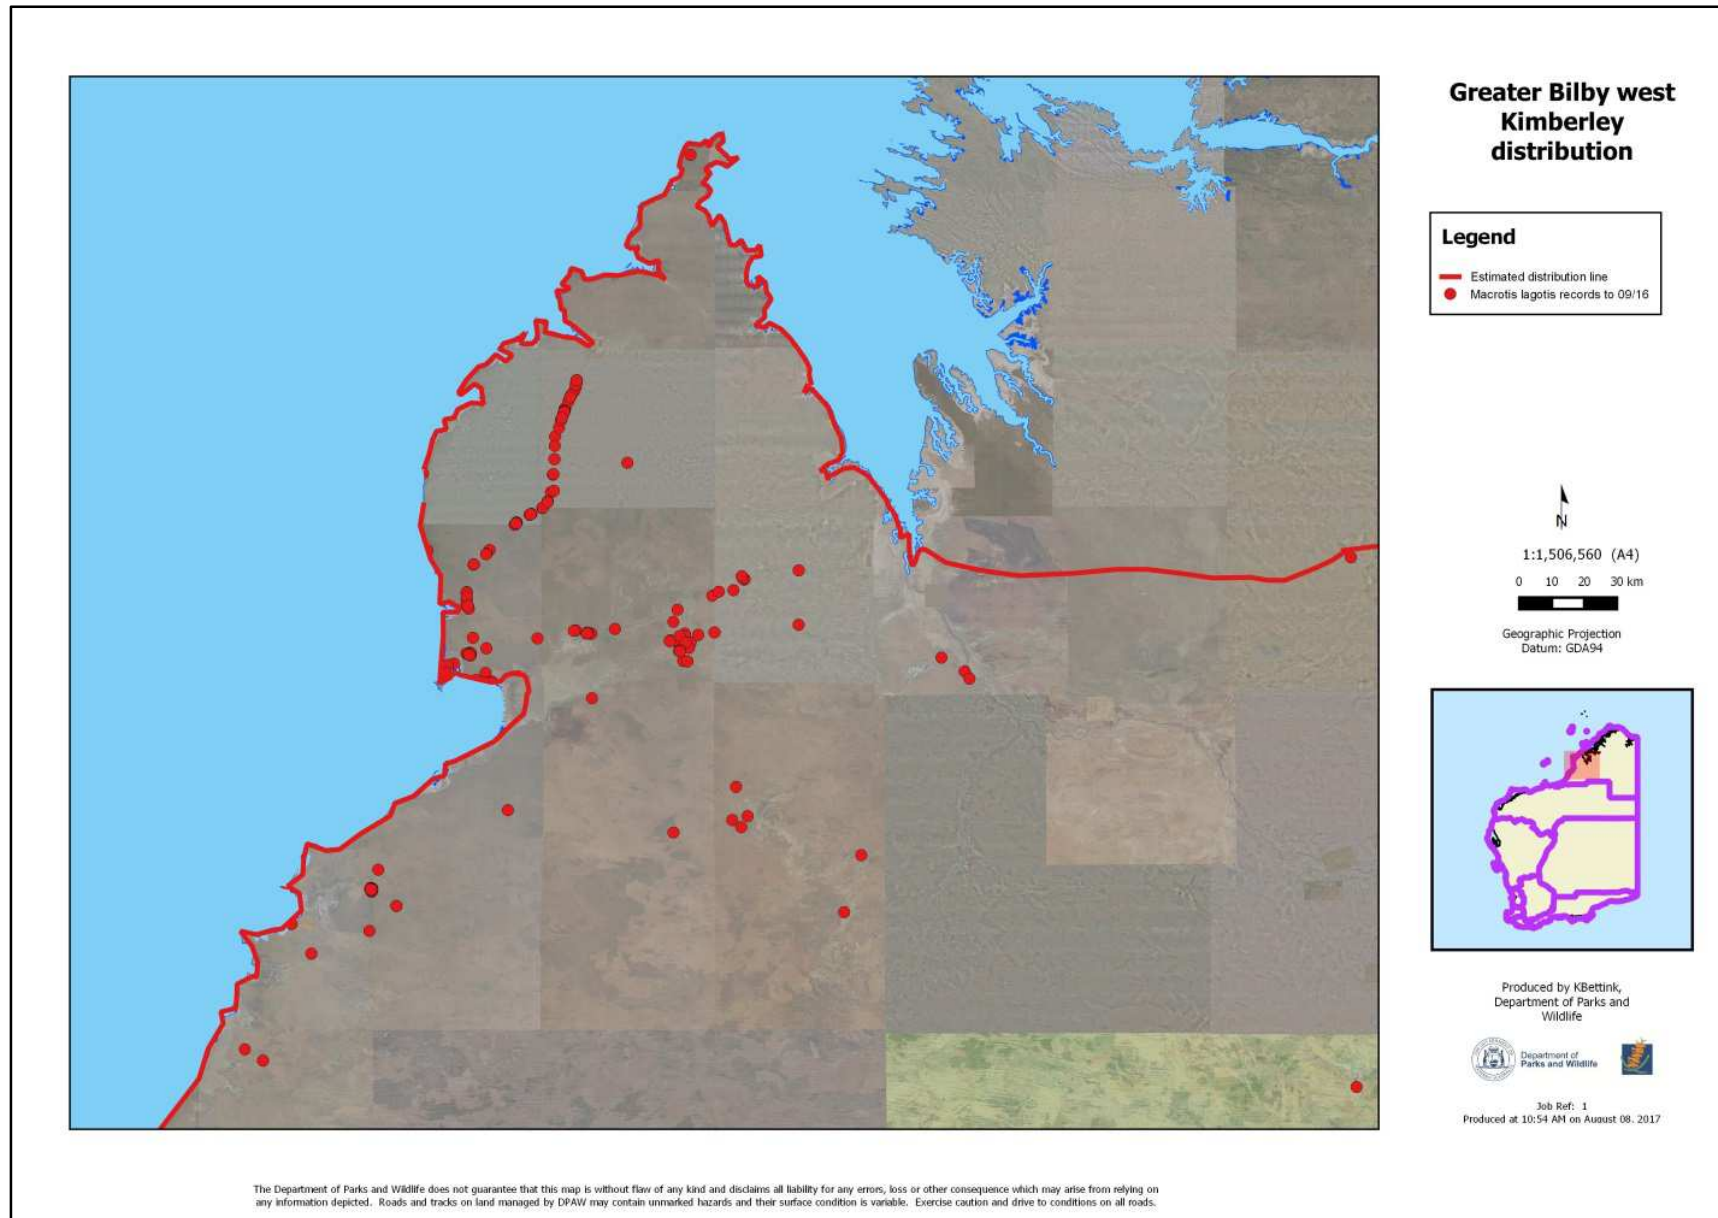 Greater Bilby west
Kimberley
distribution
Legend
Estimated distribution line
Macrotis lagotis records to 09/16
N
1:1,506,560 (A4)
0 10 20 30 km
Geographic Projection
Datum: GDA94
Produced by KBettink,
Department of Parks and
Wildlife
Department of
Parks and Wildlife
Job Ref: 1
Produced at 10:54 AM on August 08, 2017
The Department of Parks and Wildlife does not guarantee that this map is without flaw of any kind and disclaims all liability for any errors, loss or other consequence which may arise from relying on
any information depicted. Roads and tracks on land managed by DPAW may contain unmarked hazards and their surface condition is variable. Exercise caution and drive to conditions on all roads.